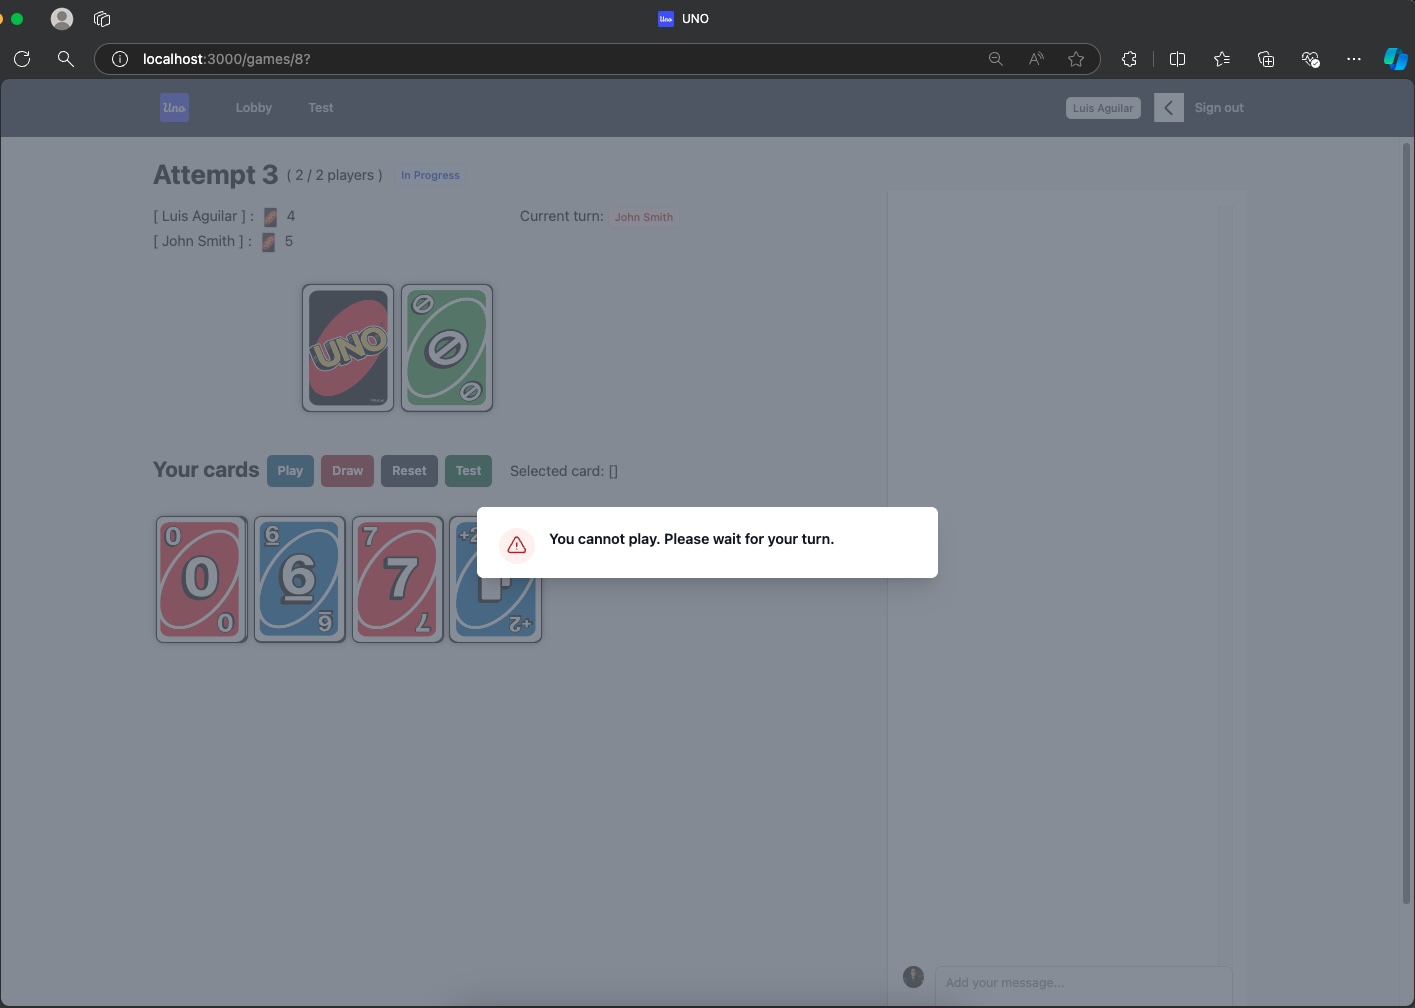 UNO
localhost:3000/games/8?
Uno Lobby Test Luis Aguilar Sign out
Attempt 3 ( 2 / 2 players ) In Progress
[ Luis Aguilar ] : 4 Current turn: John Smith
[ John Smith ] : 5
UNO
Your cards Play Draw Reset Test Selected card: []
0 6 7 +2
0 6 7
0 6 7 +2
You cannot play. Please wait for your turn.
Add your message...